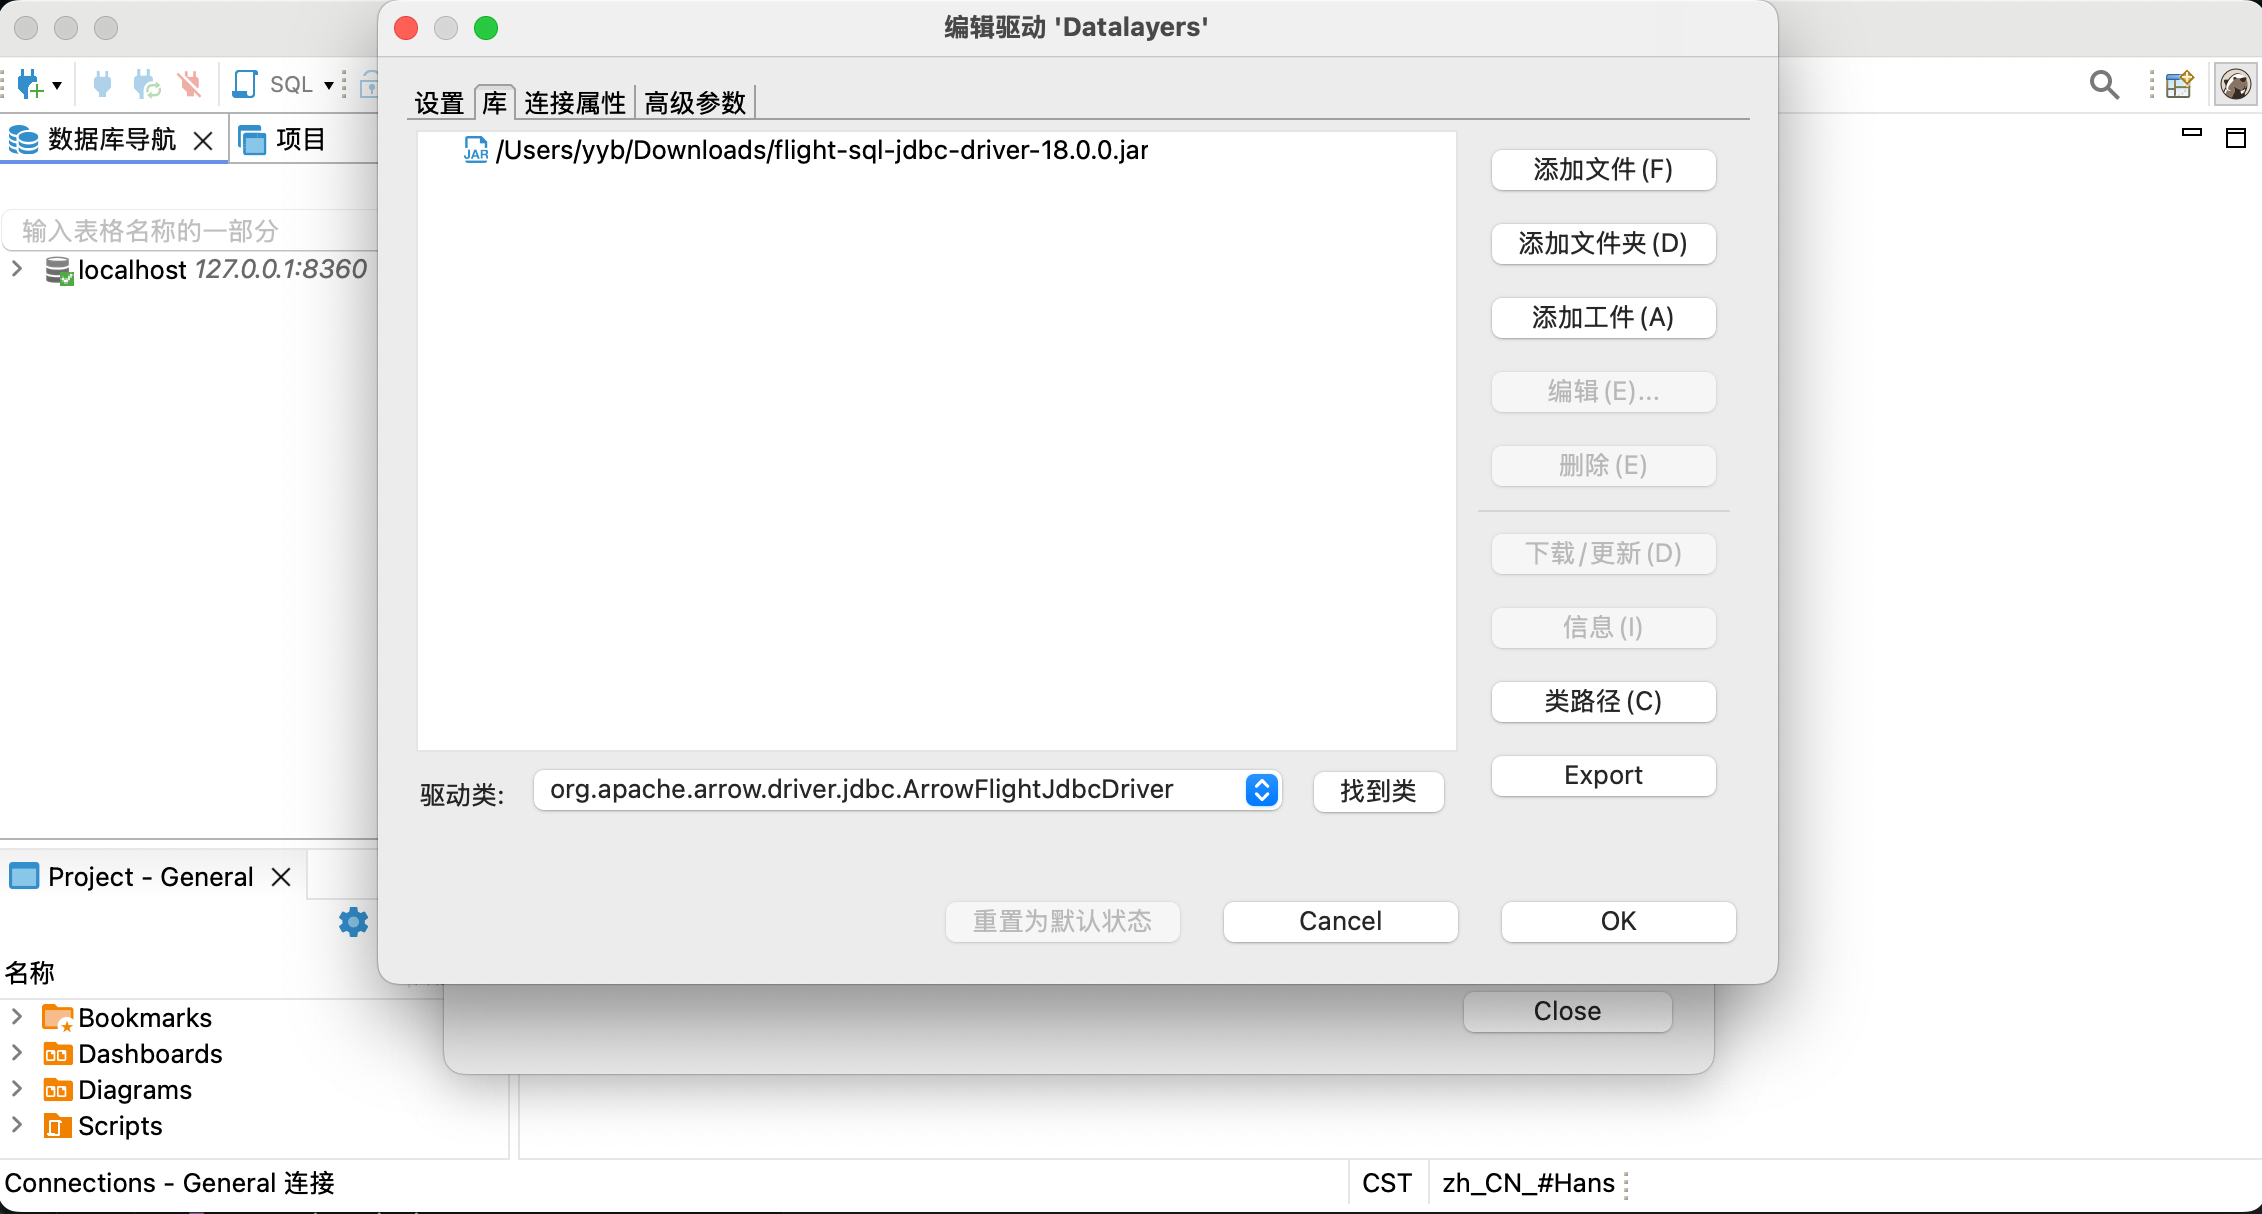 编辑驱动 'Datalayers'
SQL
数据库导航
项目
输入表格名称的一部分
localhost 127.0.0.1:8360
设置
库
连接属性
高级参数
JAR /Users/yyb/Downloads/flight-sql-jdbc-driver-18.0.0.jar
添加文件(F)
添加文件夹(D)
添加工件(A)
编辑(E)...
删除(E)
下载/更新(D)
信息(I)
类路径(C)
Export
驱动类:
org.apache.arrow.driver.jdbc.ArrowFlightJdbcDriver
找到类
重置为默认状态
Cancel
OK
Close
Project - General
名称
Bookmarks
Dashboards
Diagrams
Scripts
Connections - General 连接
CST
zh_CN_#Hans